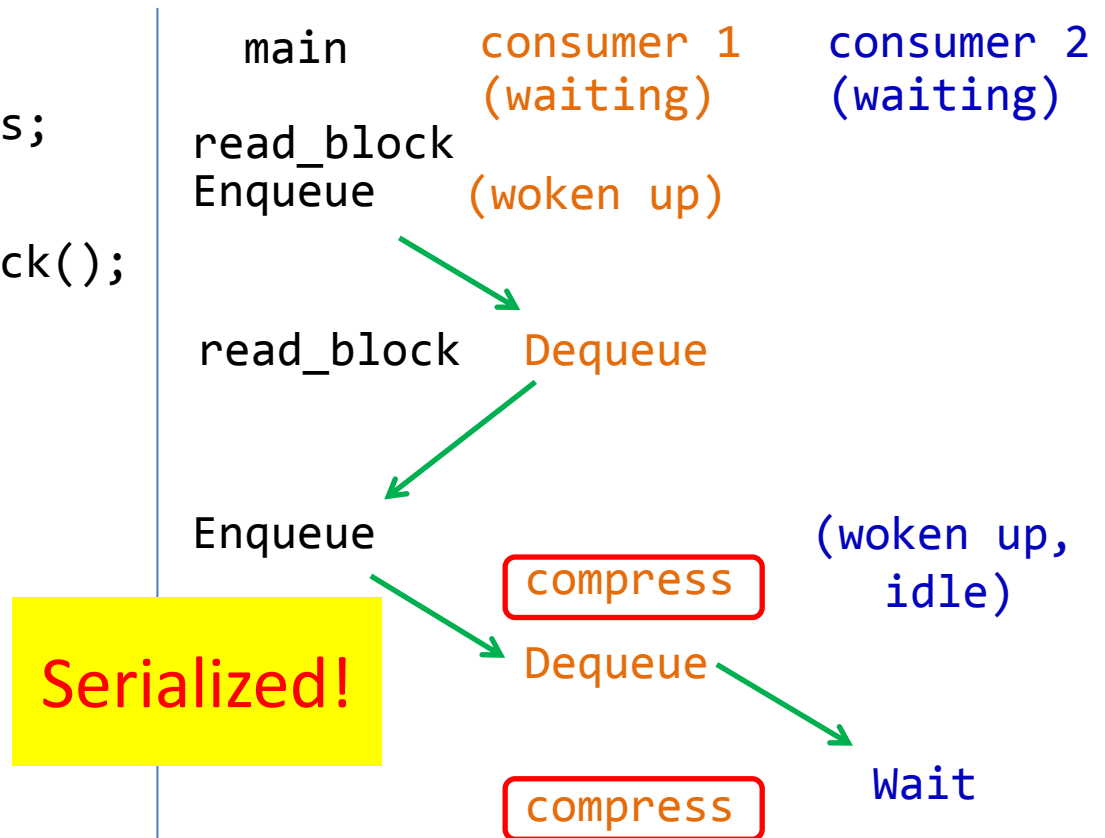 main
consumer 1
(waiting)
consumer 2
(waiting)
s;
read_block
Enqueue
(woken up)
ck();
read_block
Dequeue
Enqueue
(woken up,
idle)
compress
Dequeue
Serialized!
Wait
compress